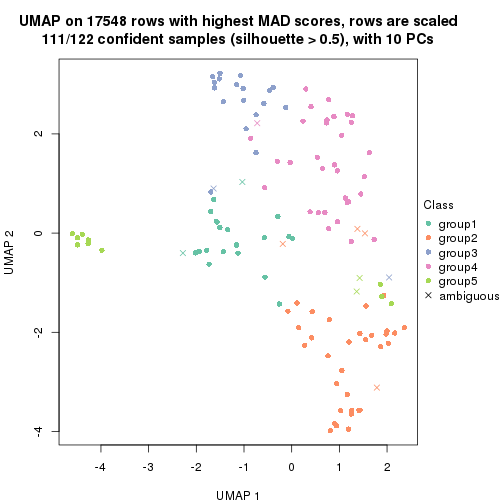 UMAP on 17548 rows with highest MAD scores, rows are scaled
111/122 confident samples (silhouette > 0.5), with 10 PCs
UMAP 2
2
0
-2
-4
-4
-3
-2
-1
0
1
2
UMAP 1
Class
group1
group2
group3
group4
group5
ambiguous